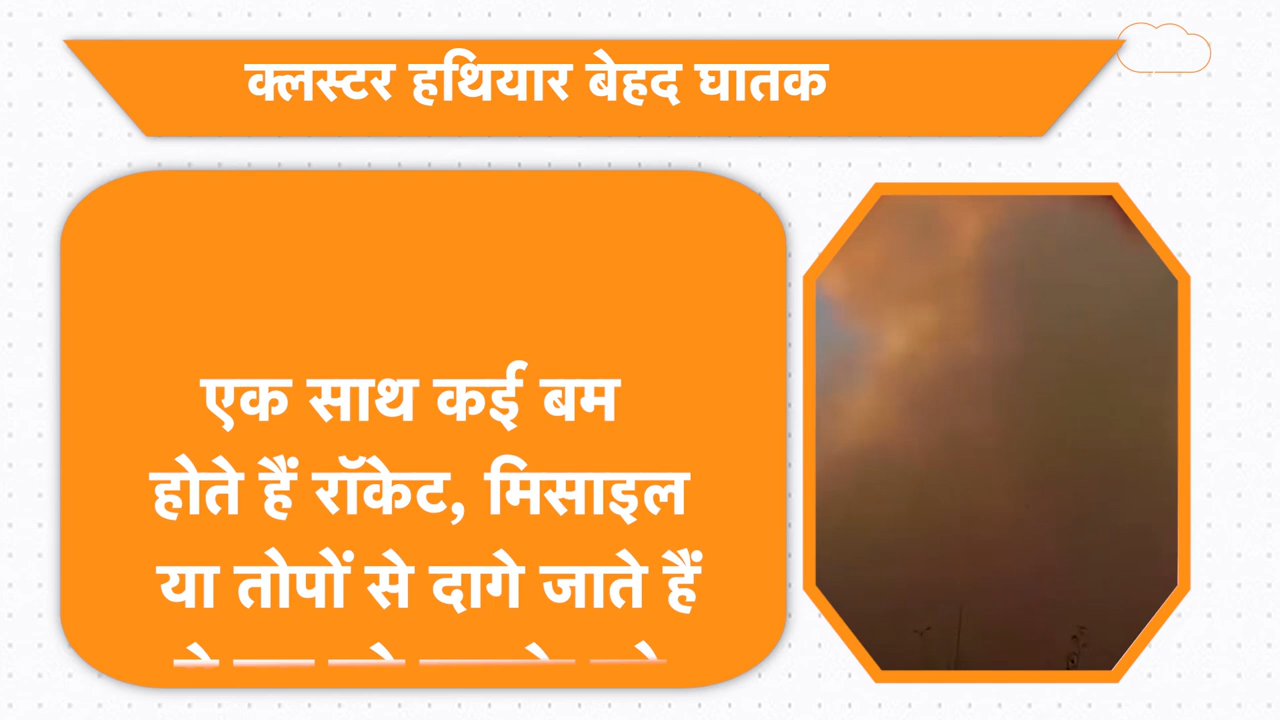 क्लस्टर हथियार बेहद घातक
एक साथ कई बम
होते हैं रॉकेट, मिसाइल
या तोपों से दागे जाते हैं